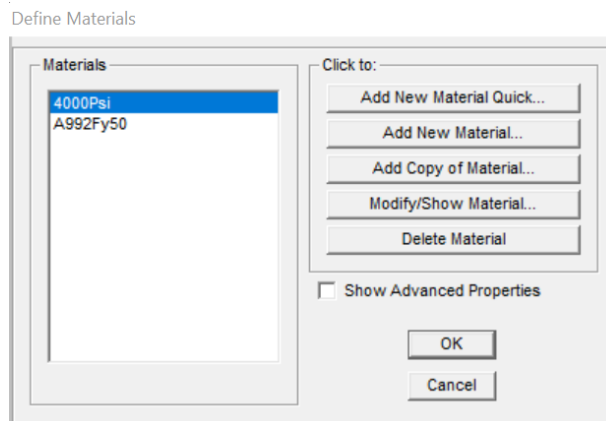 Define Materials
Materials
4000Psi
A992Fy50
Click to:
Add New Material Quick...
Add New Material...
Add Copy of Material...
Modify/Show Material...
Delete Material
Show Advanced Properties
OK
Cancel